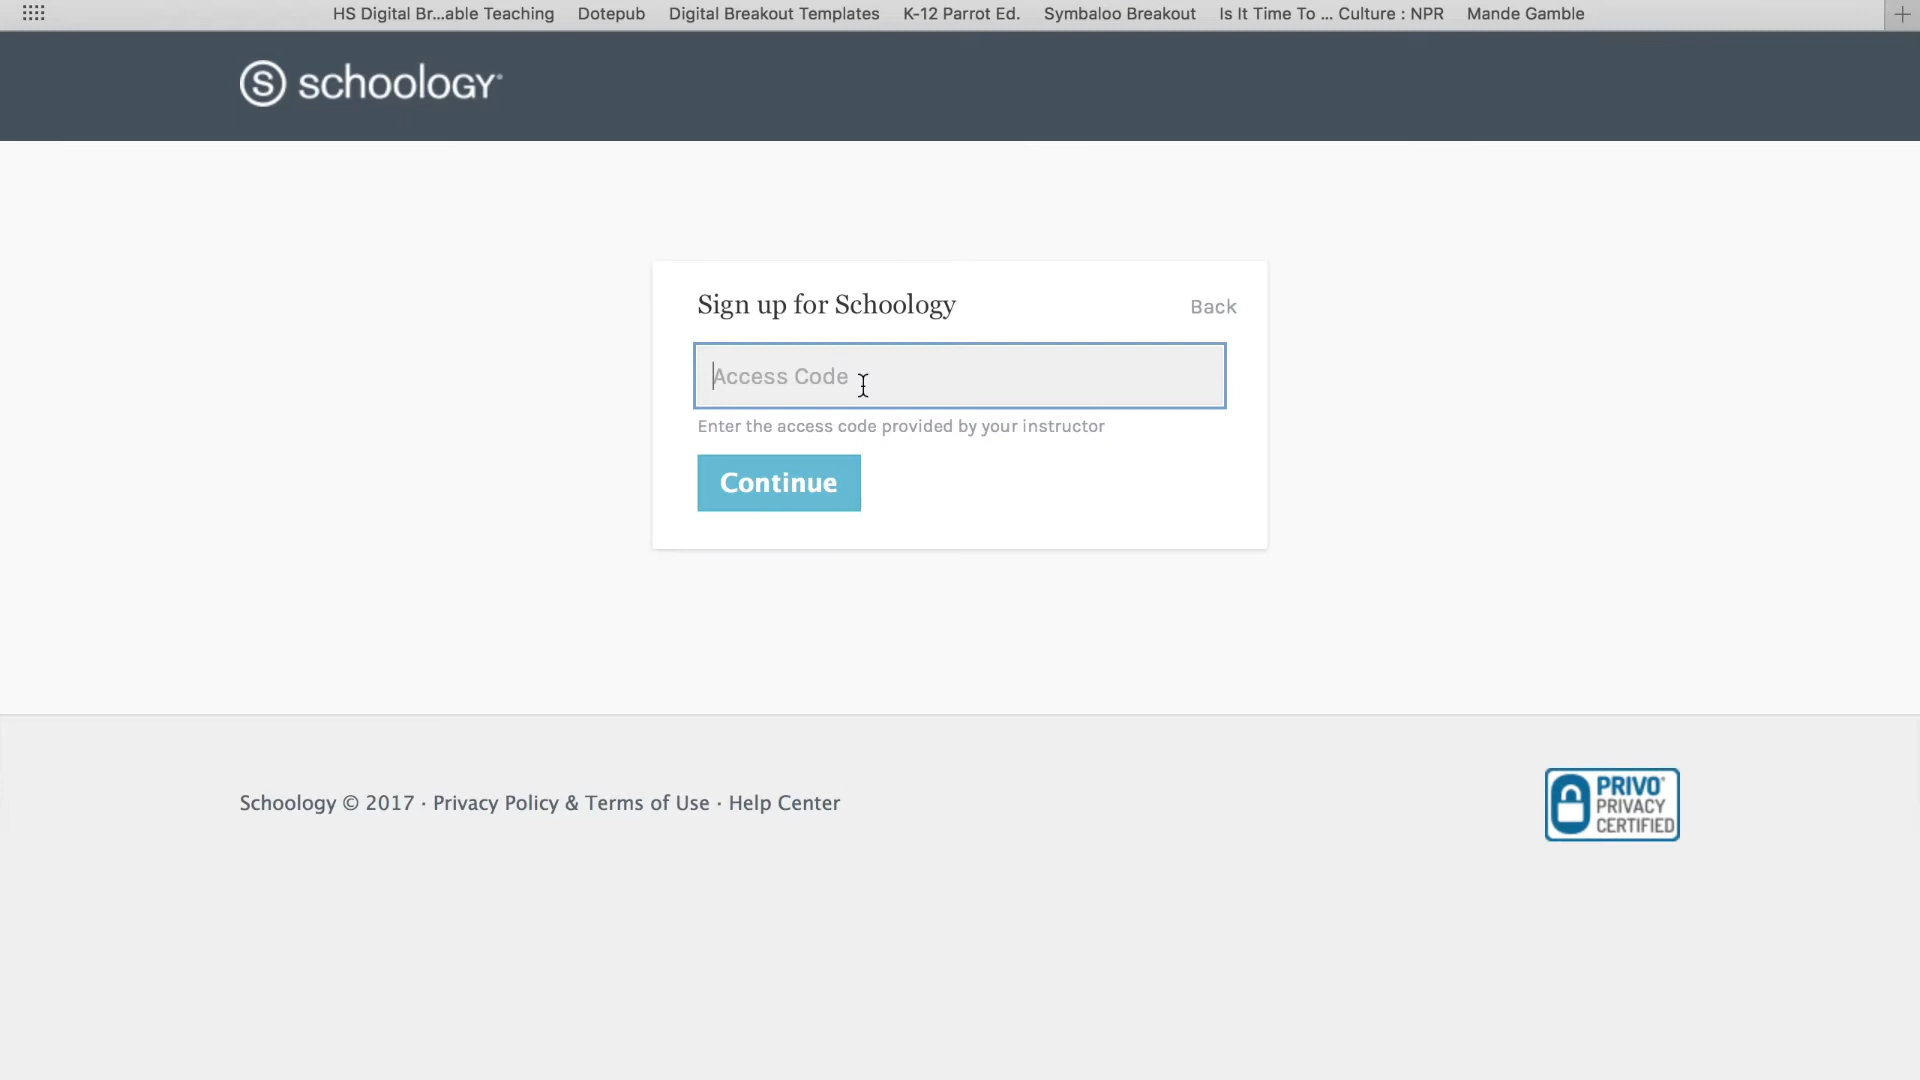 HS Digital Br...able Teaching Dotepub Digital Breakout Templates K-12 Parrot Ed. Symbaloo Breakout Is It Time To ... Culture : NPR Mande Gamble
schoology
Sign up for Schoology Back
Access Code
Enter the access code provided by your instructor
Continue
Schoology © 2017 · Privacy Policy & Terms of Use · Help Center
PRIVO
PRIVACY
CERTIFIED